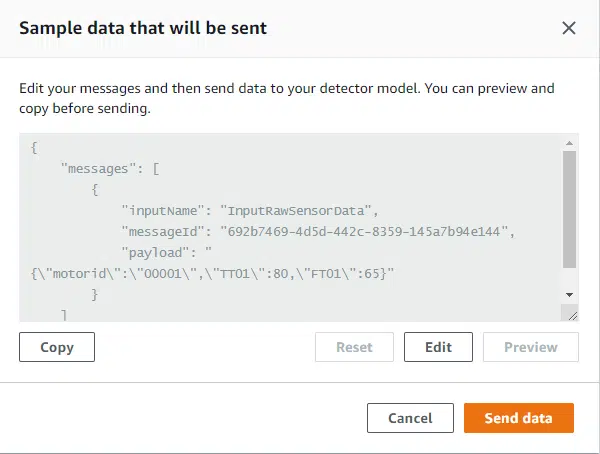 Sample data that will be sent
Edit your messages and then send data to your detector model. You can preview and
copy before sending.
{
"messages": [
{
"inputName": "InputRawSensorData",
"messageId": "692b7469-4d5d-442c-8359-145a7b94e144",
"payload": "
{\"motorid\":\"00001\",\"TT01\":80,\"FT01\":65}"
}
]
Copy Reset Edit Preview
Cancel Send data